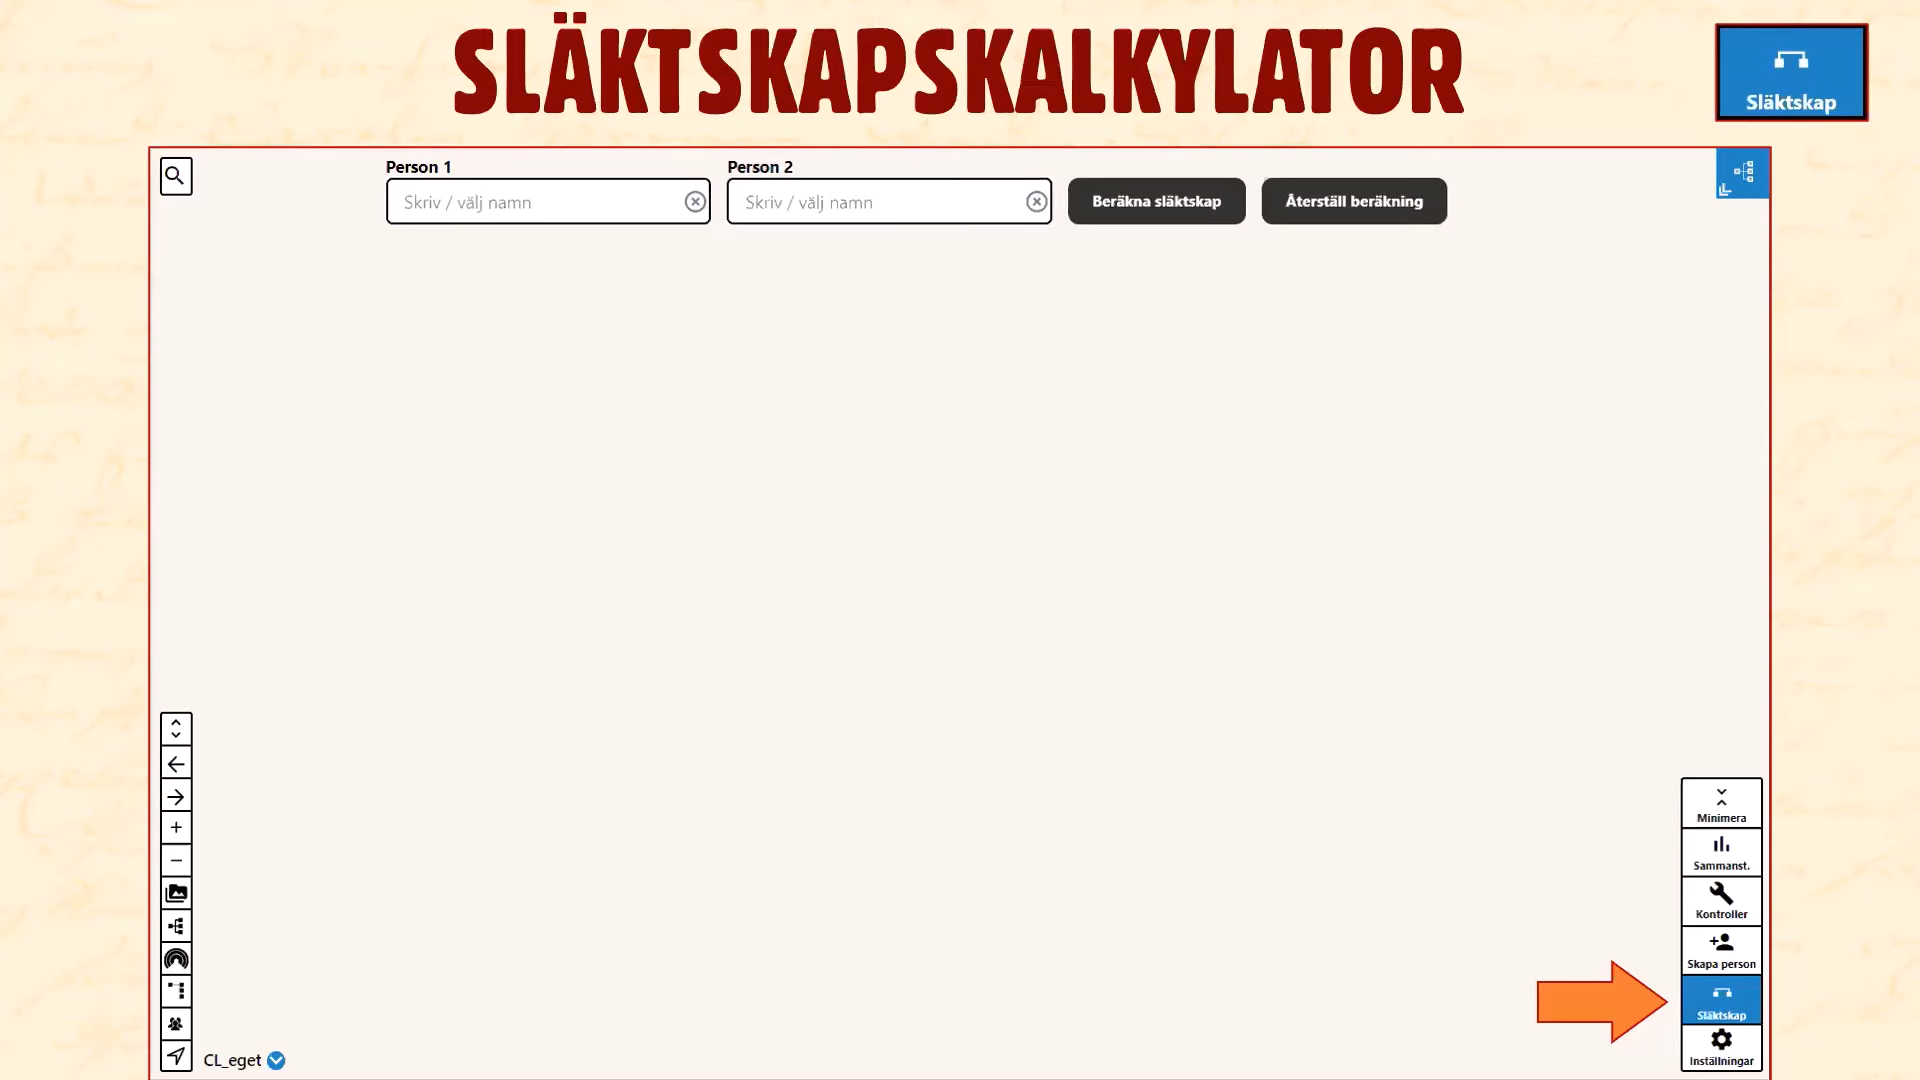 SLÄKTSKAPSKALKYLATOR
Släktskap
Person 1
Person 2
Skriv / välj namn
Skriv / välj namn
Beräkna släktskap
Återställ beräkning
Minimera
Sammanst.
Kontroller
Skapa person
Släktskap
Inställningar
CL_eget